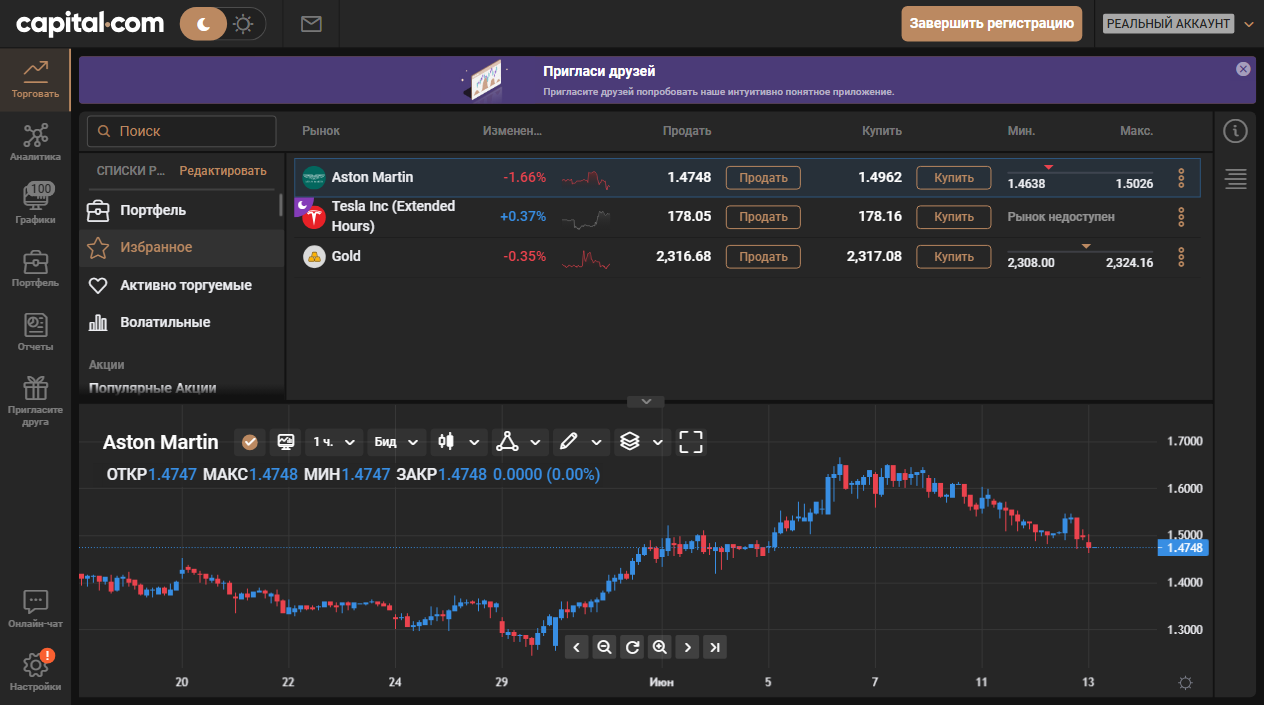 capital.com
Завершить регистрацию
РЕАЛЬНЫЙ АККАУНТ
Торговать
Аналитика
100
Графики
Портфель
Отчеты
Пригласите
друга
Онлайн-чат
!
Настройки
Пригласи друзей
Пригласите друзей попробовать наше интуитивно понятное приложение.
Поиск
СПИСКИ Р... Редактировать
Портфель
Избранное
Активно торгуемые
Волатильные
Акции
Популярные Акции
Рынок Изменен... Продать Купить Мин. Макс.
Aston Martin -1.66% 1.4748 Продать 1.4962 Купить 1.4638 1.5026
Tesla Inc (Extended
Hours) +0.37% 178.05 Продать 178.16 Купить Рынок недоступен
Gold -0.35% 2,316.68 Продать 2,317.08 Купить 2,308.00 2,324.16
Aston Martin 1 ч. Бид
ОТКР1.4747 МАКС1.4748 МИН1.4747 ЗАКР1.4748 0.0000 (0.00%)
1.7000
1.6000
1.5000
1.4748
1.4000
1.3000
20 22 24 29 Июн 5 7 11 13